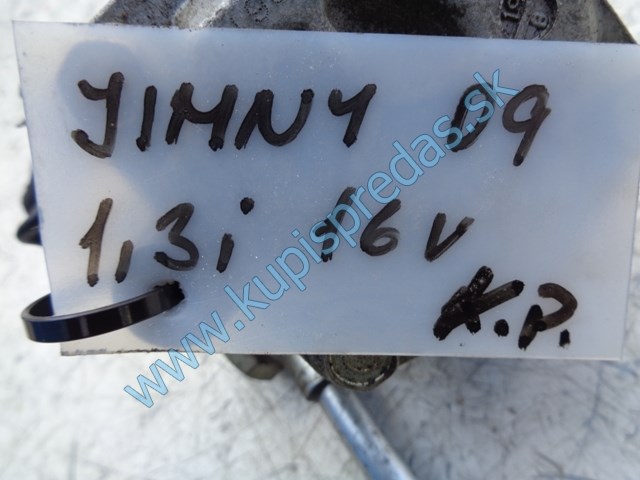 JIMNY 09
1,3i 16v
K.P.
www.kupispredas.sk